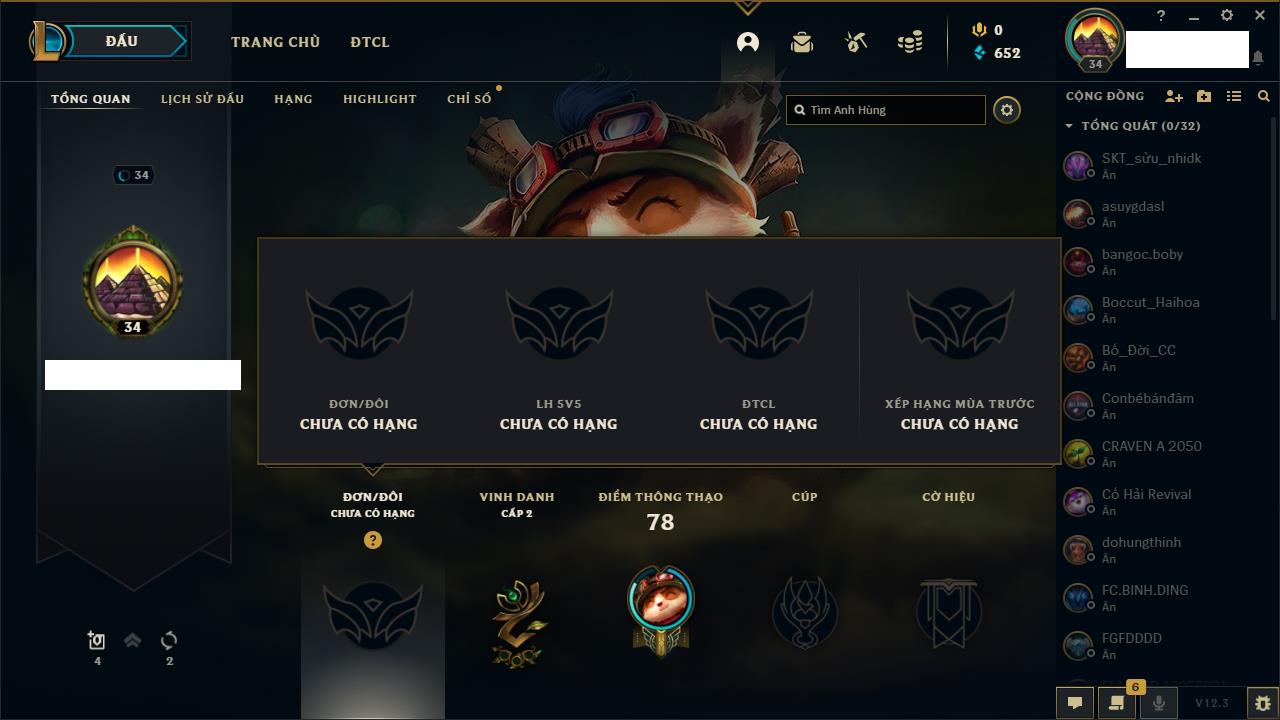 ĐẤU
TRANG CHỦ
ĐTCL
0
652
?
34
TỔNG QUAN
LỊCH SỬ ĐẤU
HẠNG
HIGHLIGHT
CHỈ SỐ
Tìm Anh Hùng
CỘNG ĐỒNG
TỔNG QUÁT (0/32)
SKT_sửu_nhidk
Ẩn
asuygdasl
Ẩn
bangoc.boby
Ẩn
Boccut_Haihoa
Ẩn
Bố_Đời_CC
Ẩn
Conbébánđâm
Ẩn
CRAVEN A 2050
Ẩn
Cố Hải Revival
Ẩn
dohungthinh
Ẩn
FC.BINH.DING
Ẩn
FGFDDDD
Ẩn
34
34
ĐƠN/ĐÔI
CHƯA CÓ HẠNG
LH 5V5
CHƯA CÓ HẠNG
ĐTCL
CHƯA CÓ HẠNG
XẾP HẠNG MÙA TRƯỚC
CHƯA CÓ HẠNG
ĐƠN/ĐÔI
CHƯA CÓ HẠNG
?
VINH DANH
CẤP 2
ĐIỂM THÔNG THẠO
78
CÚP
CỜ HIỆU
4
2
6
V12.3